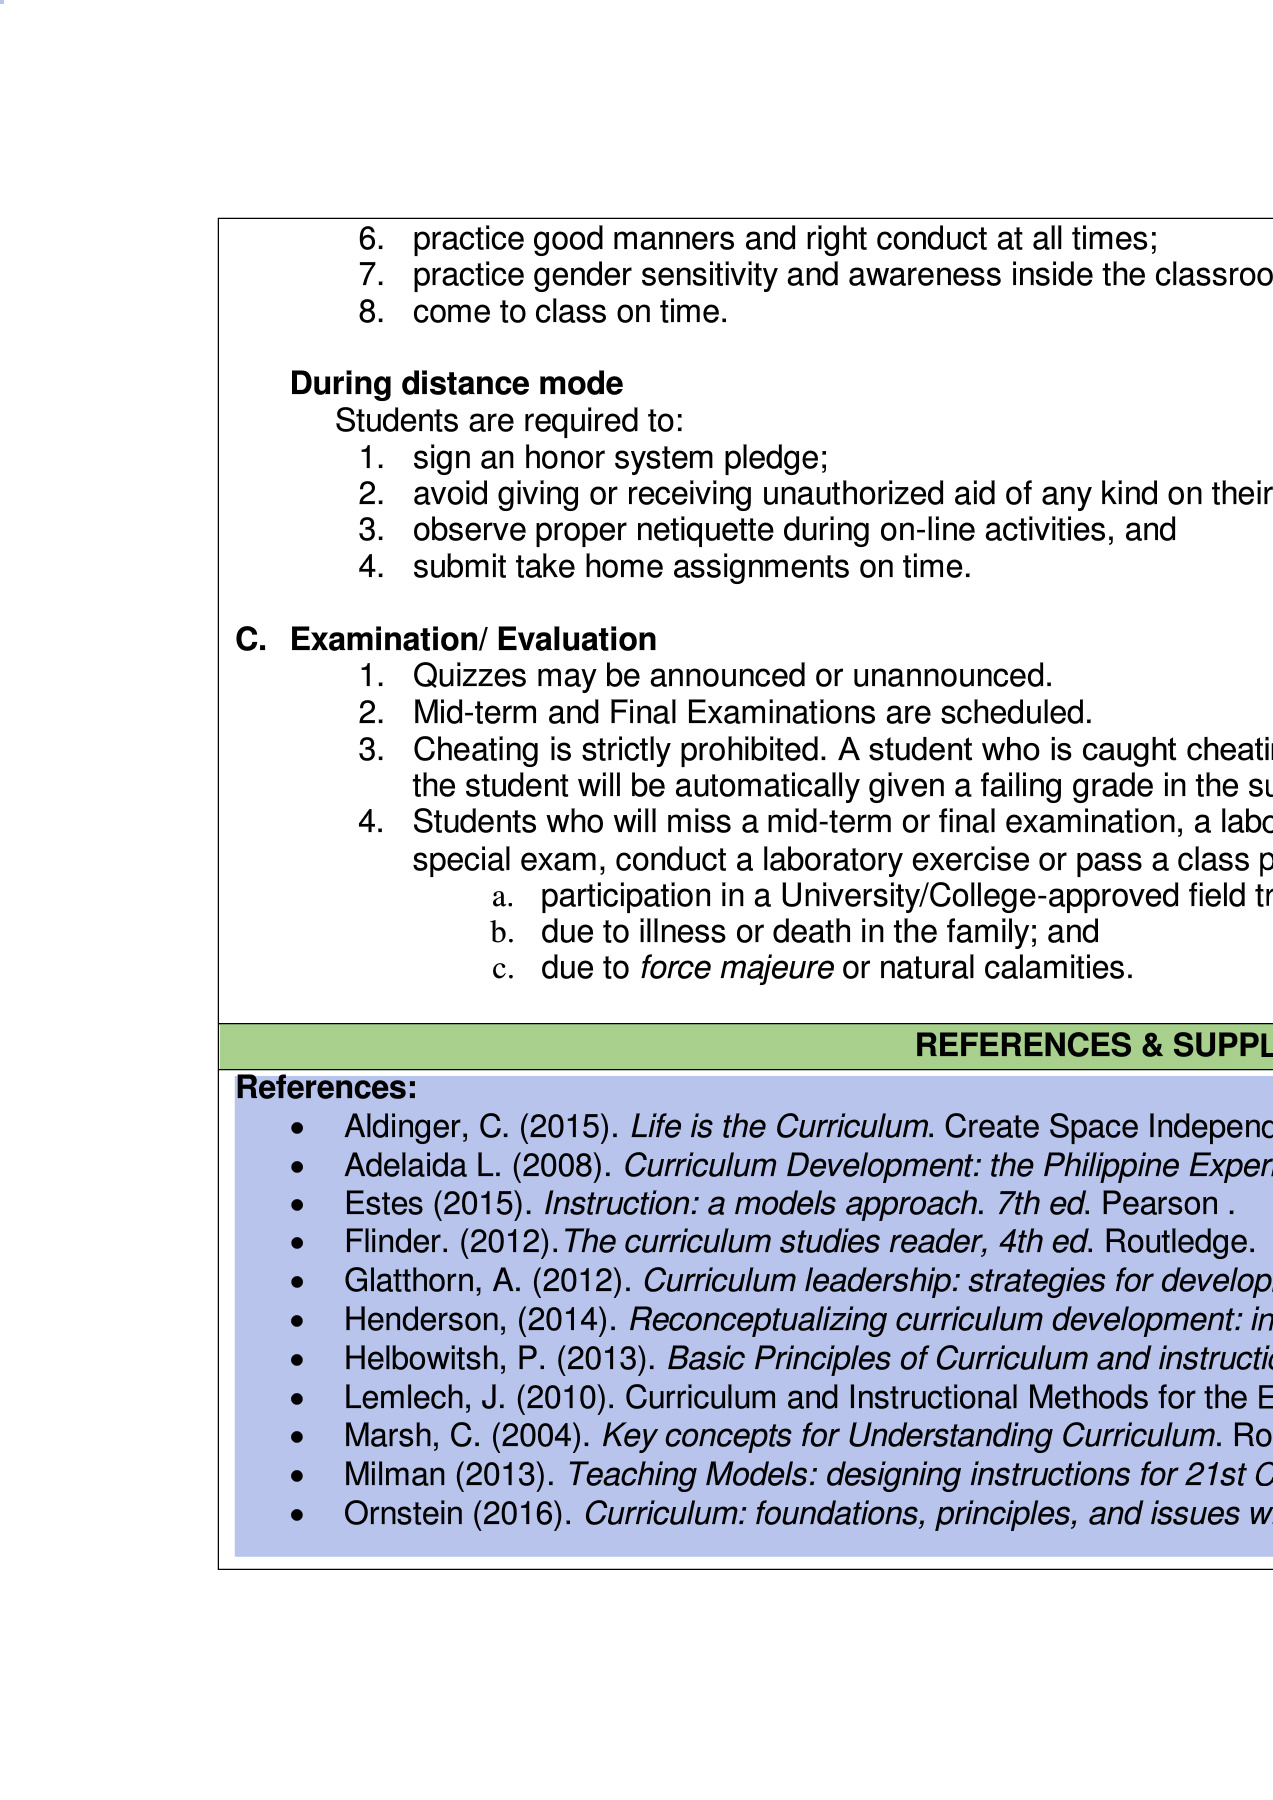 6. practice good manners and right conduct at all times;
7. practice gender sensitivity and awareness inside the classroo
8. come to class on time.
During distance mode
Students are required to:
1. sign an honor system pledge;
2. avoid giving or receiving unauthorized aid of any kind on their
3. observe proper netiquette during on-line activities, and
4. submit take home assignments on time.
C. Examination/ Evaluation
1. Quizzes may be announced or unannounced.
2. Mid-term and Final Examinations are scheduled.
3. Cheating is strictly prohibited. A student who is caught cheati
the student will be automatically given a failing grade in the su
4. Students who will miss a mid-term or final examination, a labo
special exam, conduct a laboratory exercise or pass a class p
a. participation in a University/College-approved field tr
b. due to illness or death in the family; and
c. due to force majeure or natural calamities.
REFERENCES & SUPPL
References:
• Aldinger, C. (2015). Life is the Curriculum. Create Space Independ
• Adelaida L. (2008). Curriculum Development: the Philippine Exper
• Estes (2015). Instruction: a models approach. 7th ed. Pearson .
• Flinder. (2012).The curriculum studies reader, 4th ed. Routledge.
• Glatthorn, A. (2012). Curriculum leadership: strategies for develop
• Henderson, (2014). Reconceptualizing curriculum development: in
• Helbowitsh, P. (2013). Basic Principles of Curriculum and instructio
• Lemlech, J. (2010). Curriculum and Instructional Methods for the E
• Marsh, C. (2004). Key concepts for Understanding Curriculum. Ro
• Milman (2013). Teaching Models: designing instructions for 21st C
• Ornstein (2016). Curriculum: foundations, principles, and issues w